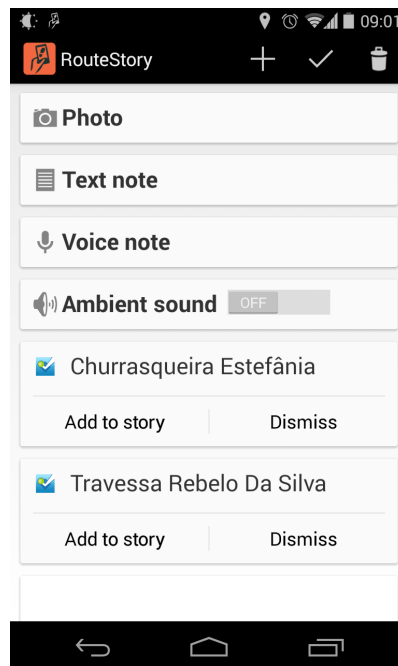 09:01
RouteStory
Photo
Text note
Voice note
Ambient sound OFF
Churrasqueira Estefânia
Add to story Dismiss
Travessa Rebelo Da Silva
Add to story Dismiss